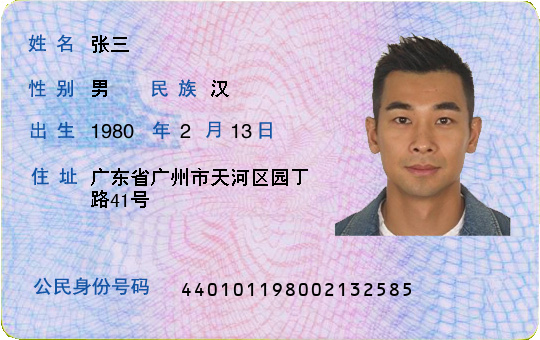 姓名 张三
性别 男 民族 汉
出生 1980 年 2 月 13 日
住址 广东省广州市天河区园丁
路41号
公民身份号码 440101198002132585